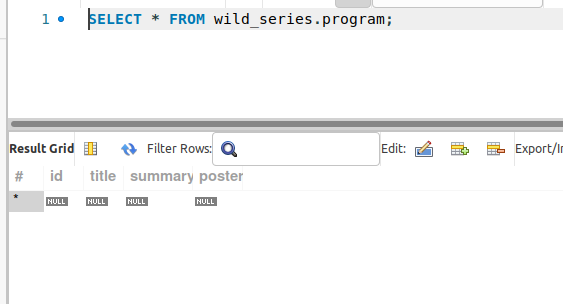 1 SELECT * FROM wild_series.program;
Result Grid Filter Rows: Edit: Export/In
# id title summary poster
* NULL NULL NULL NULL